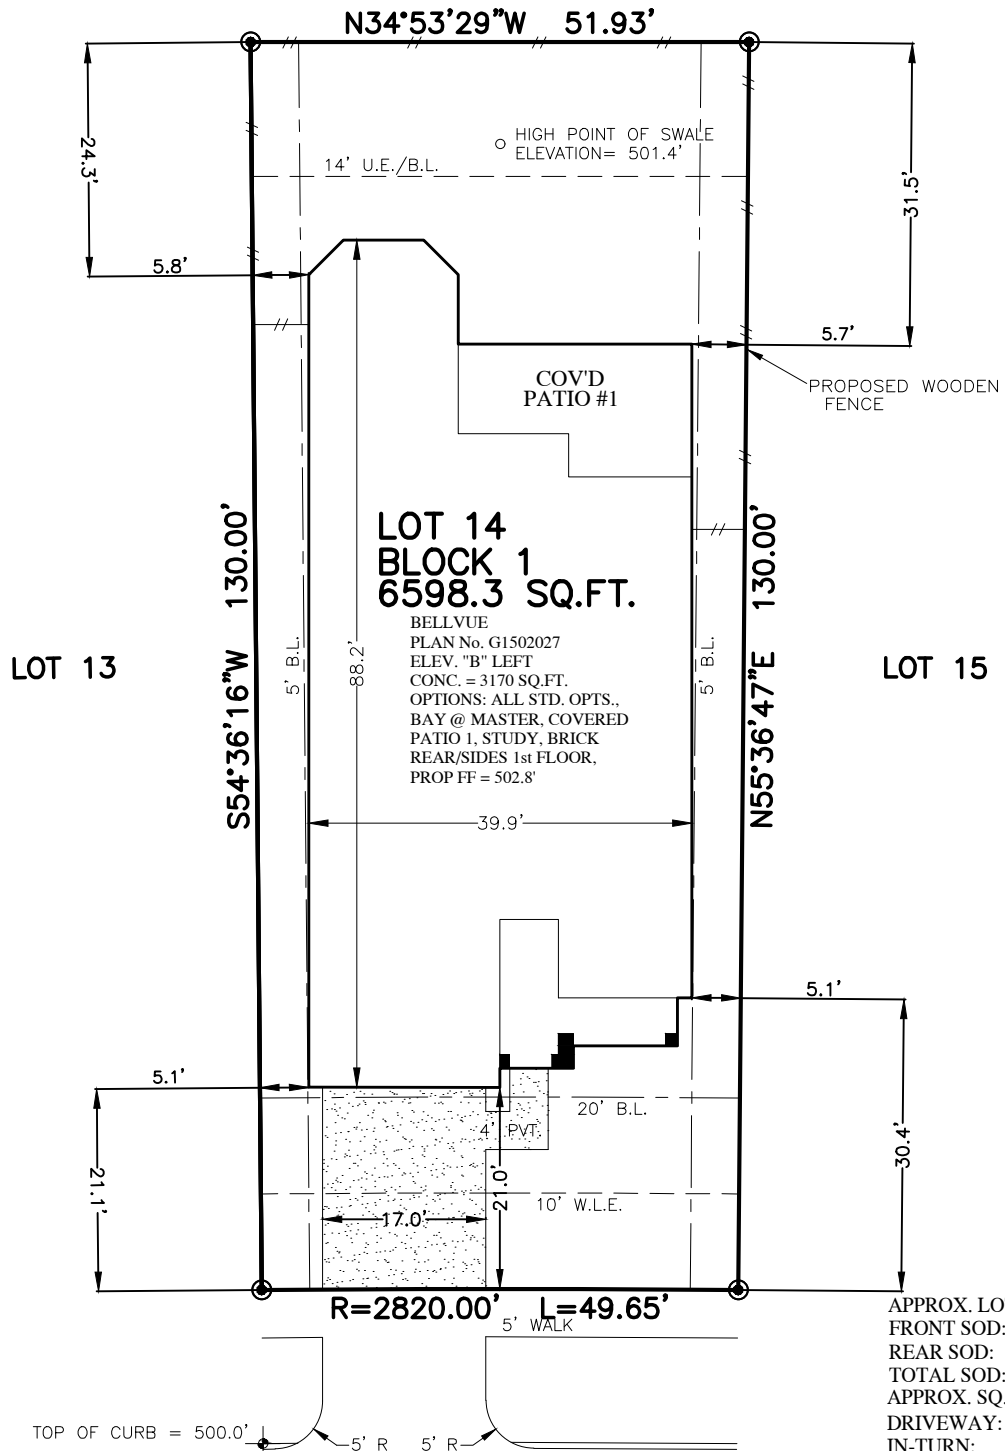 N34°53'29"W 51.93'
24.3'
31.5'
HIGH POINT OF SWALE
ELEVATION= 501.4'
14' U.E./B.L.
5.8'
5.7'
COV'D
PATIO #1
PROPOSED WOODEN
FENCE
S54°36'16"W 130.00'
N55°36'47"E 130.00'
LOT 14
BLOCK 1
6598.3 SQ.FT.
BELLVUE
PLAN No. G1502027
ELEV. "B" LEFT
CONC. = 3170 SQ.FT.
OPTIONS: ALL STD. OPTS.,
BAY @ MASTER, COVERED
PATIO 1, STUDY, BRICK
REAR/SIDES 1st FLOOR,
PROP FF = 502.8'
LOT 13
LOT 15
5' B.L.
88.2'
5' B.L.
39.9'
5.1'
5.1'
20' B.L.
4' PVT.
21.1'
21.0'
30.4'
10' W.L.E.
17.0'
R=2820.00' L=49.65'
5' WALK
TOP OF CURB = 500.0'
5' R 5' R
APPROX. LO
FRONT SOD:
REAR SOD:
TOTAL SOD:
APPROX. SQ.
DRIVEWAY:
IN-TURN: